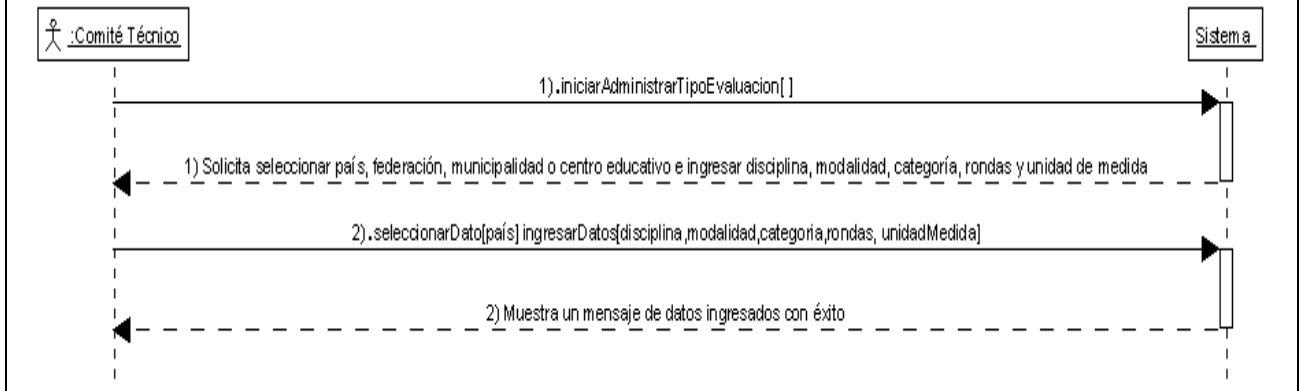 :Comité Técnico
Sistema
1).iniciarAdministrarTipoEvaluacion[ ]
1) Solicita seleccionar país, federación, municipalidad o centro educativo e ingresar disciplina, modalidad, categoría, rondas y unidad de medida
2).seleccionarDato[país] ingresarDatos[disciplina,modalidad,categoria,rondas, unidadMedida]
2) Muestra un mensaje de datos ingresados con éxito